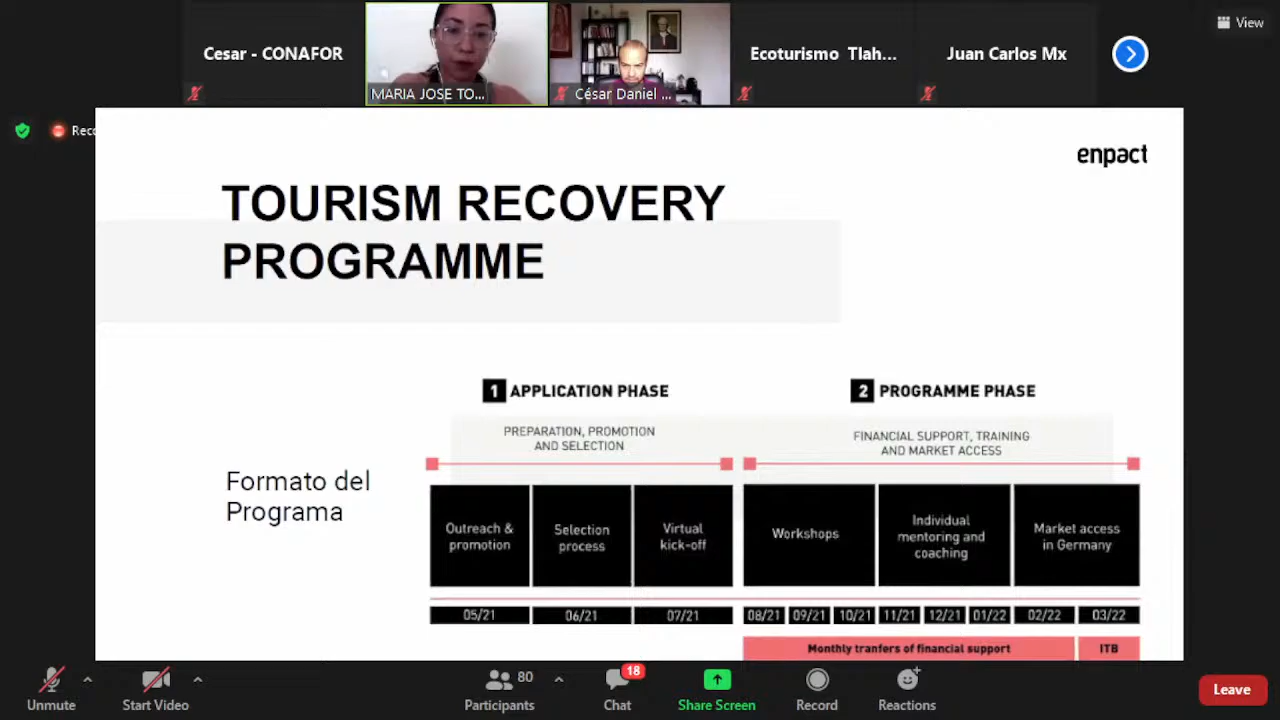 View
Cesar - CONAFOR
MARIA JOSE TO...
César Daniel ...
Ecoturismo Tlah...
Juan Carlos Mx
Reco
enpact
TOURISM RECOVERY
PROGRAMME
1 APPLICATION PHASE
PREPARATION, PROMOTION
AND SELECTION
2 PROGRAMME PHASE
FINANCIAL SUPPORT, TRAINING
AND MARKET ACCESS
Formato del
Programa
Outreach &
promotion
Selection
process
Virtual
kick-off
Workshops
Individual
mentoring and
coaching
Market access
in Germany
05/21 06/21 07/21 08/21 09/21 10/21 11/21 12/21 01/22 02/22 03/22
Monthly tranfers of financial support ITB
Unmute
Start Video
80
Participants
18
Chat
Share Screen
Record
Reactions
Leave